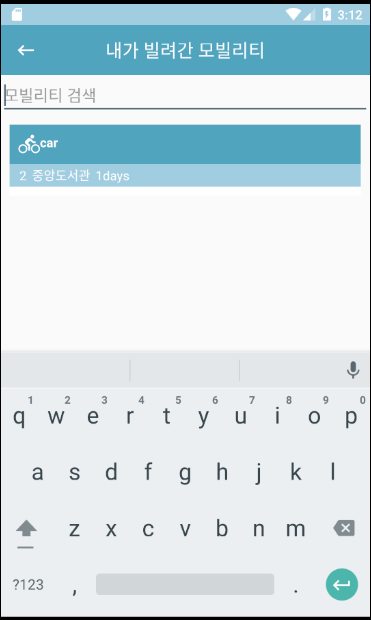 3:12
내가 빌려간 모빌리티
모빌리티 검색
car
2 중앙도서관 1days
1 2 3 4 5 6 7 8 9 0
q w e r t y u i o p
a s d f g h j k l
z x c v b n m
?123 , .